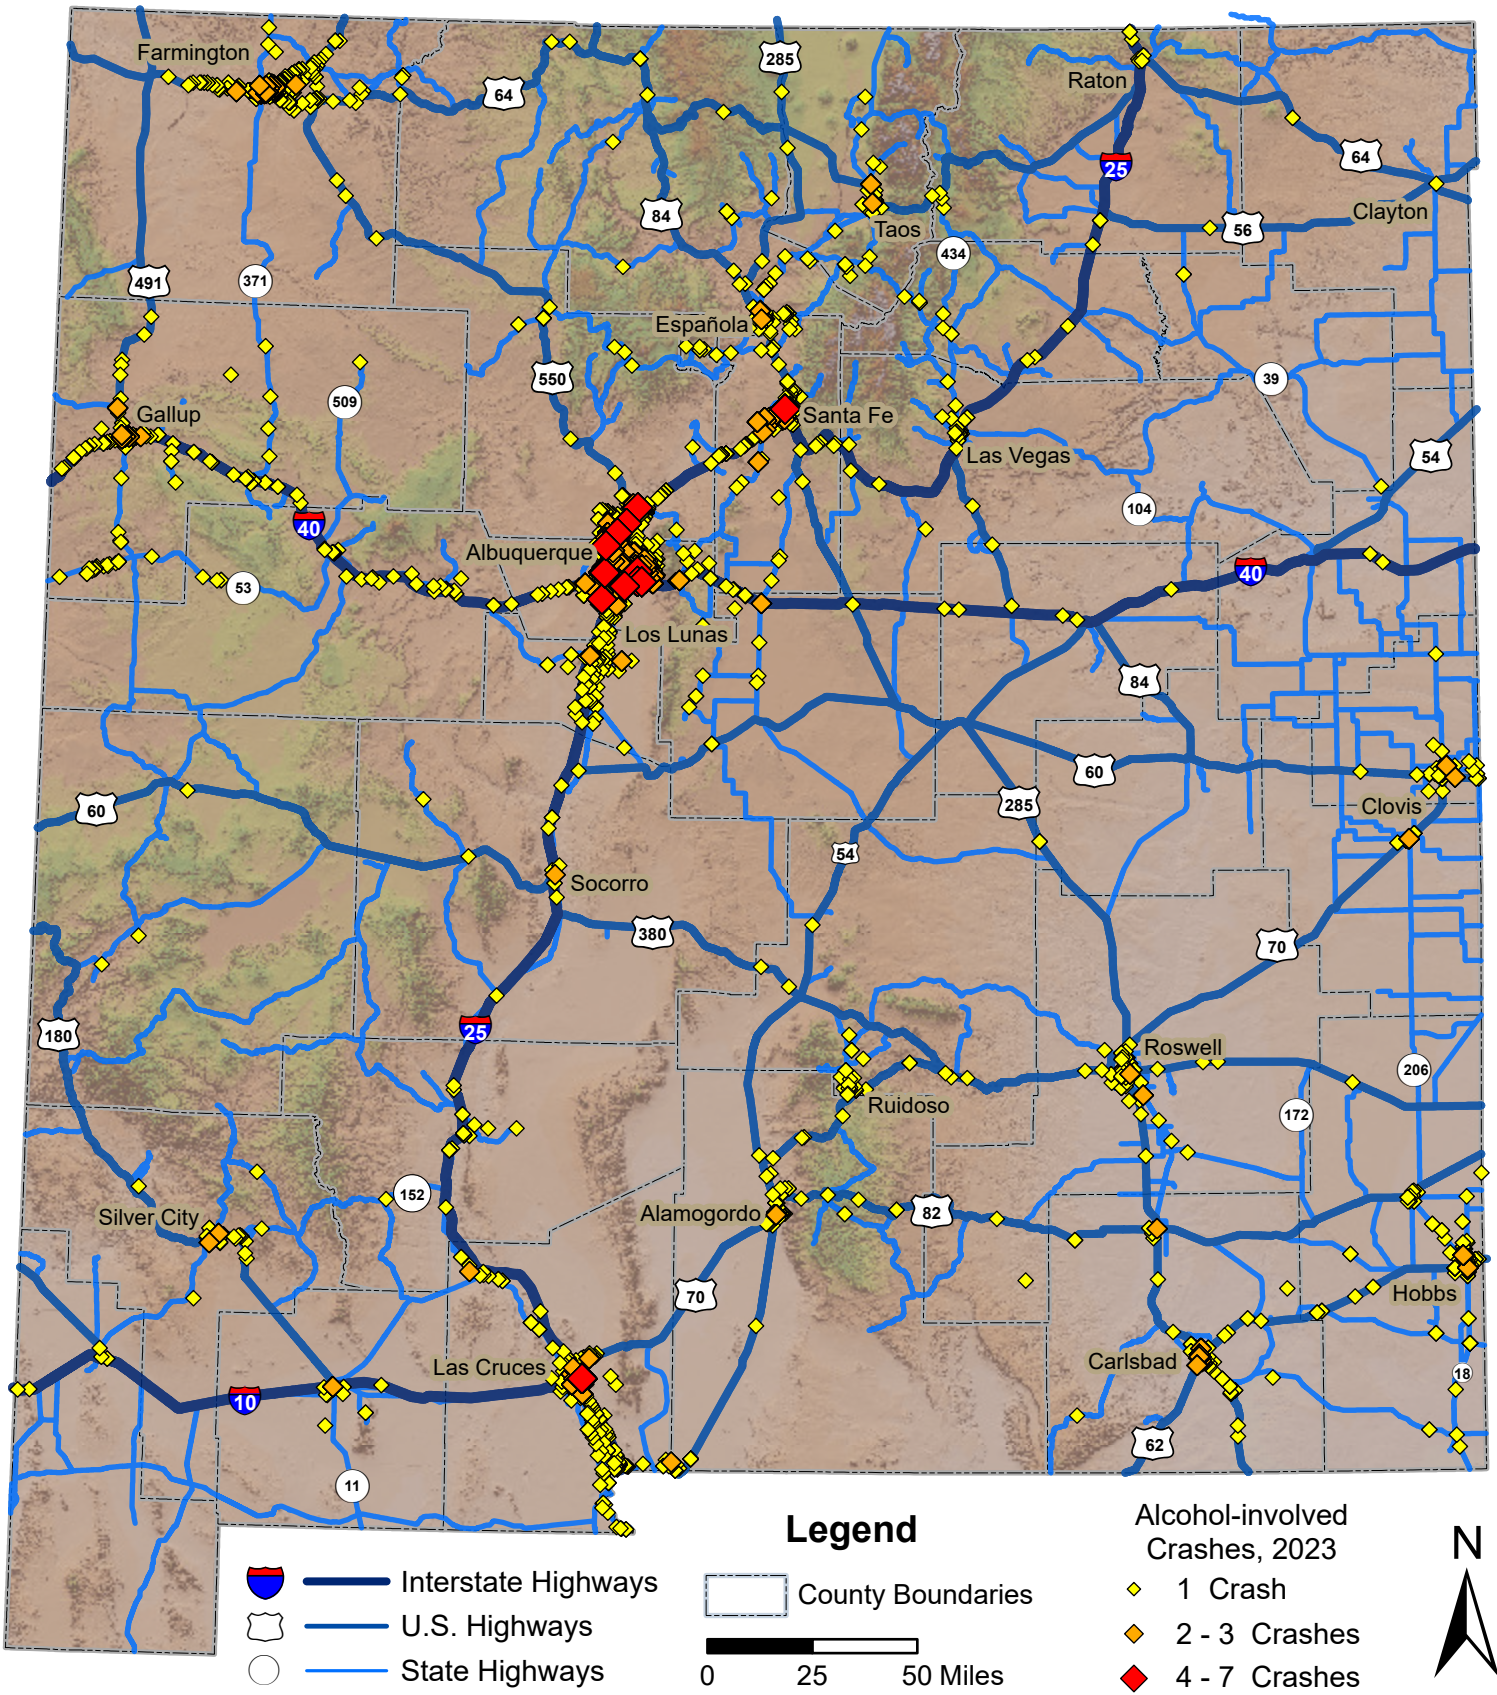 Farmington
285
Raton
64
25
64
84
Taos
Clayton
56
434
491
371
Española
550
39
509
Gallup
Santa Fe
Las Vegas
54
104
40
Albuquerque
40
53
Los Lunas
84
60
60
285
Clovis
54
Socorro
380
70
25
180
Roswell
206
Ruidoso
172
152
Silver City
Alamogordo
82
70
Hobbs
Las Cruces
Carlsbad
18
10
62
11
Legend
Interstate Highways
U.S. Highways
State Highways
County Boundaries
0 25 50 Miles
Alcohol-involved
Crashes, 2023
1 Crash
2 - 3 Crashes
4 - 7 Crashes
N